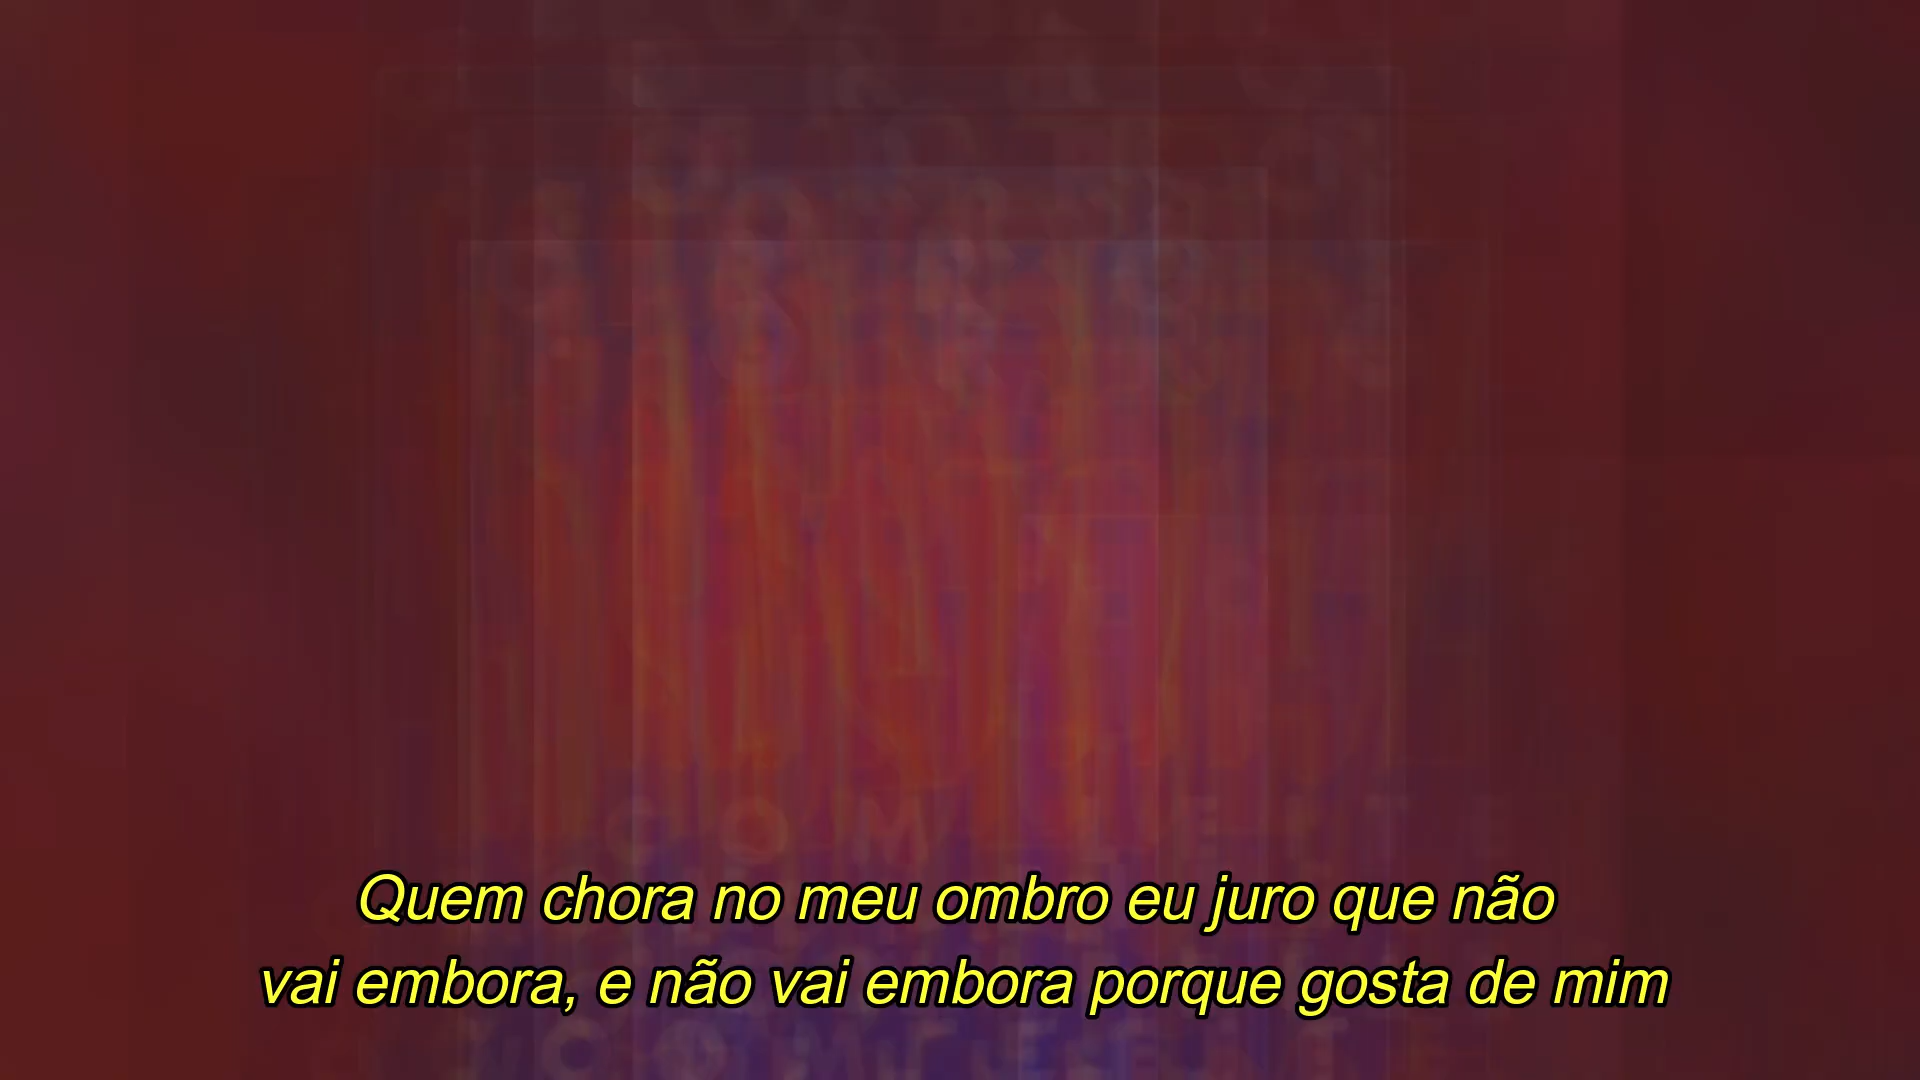 Quem chora no meu ombro eu juro que não
vai embora, e não vai embora porque gosta de mim